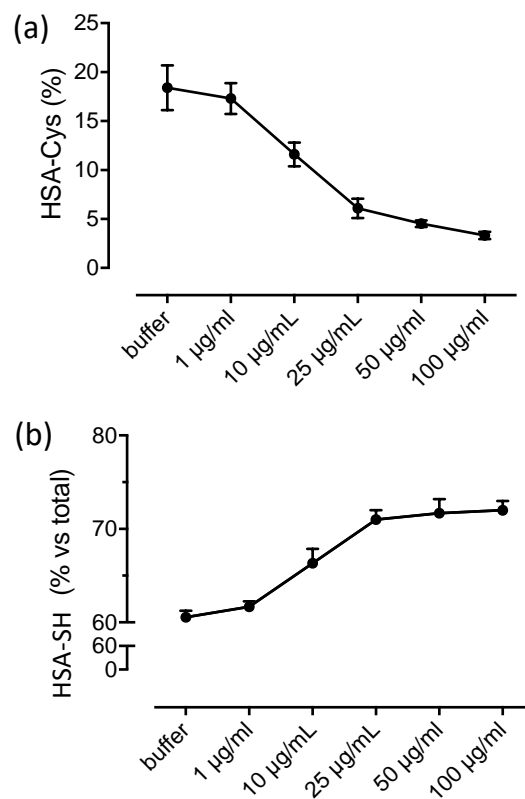 (a)
HSA-Cys (%)
25
20
15
10
5
0
buffer
1 µg/ml
10 µg/mL
25 µg/mL
50 µg/ml
100 µg/ml
(b)
HSA-SH (% vs total)
80
70
60
60
0
buffer
1 µg/ml
10 µg/mL
25 µg/mL
50 µg/ml
100 µg/ml